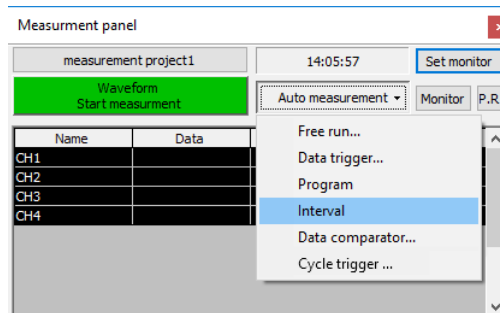 Measurment panel
measurement project1
14:05:57
Set monitor
Waveform
Start measurment
Auto measurement
Monitor
P.R
Name
Data
CH1
CH2
CH3
CH4
Free run...
Data trigger...
Program
Interval
Data comparator...
Cycle trigger ...